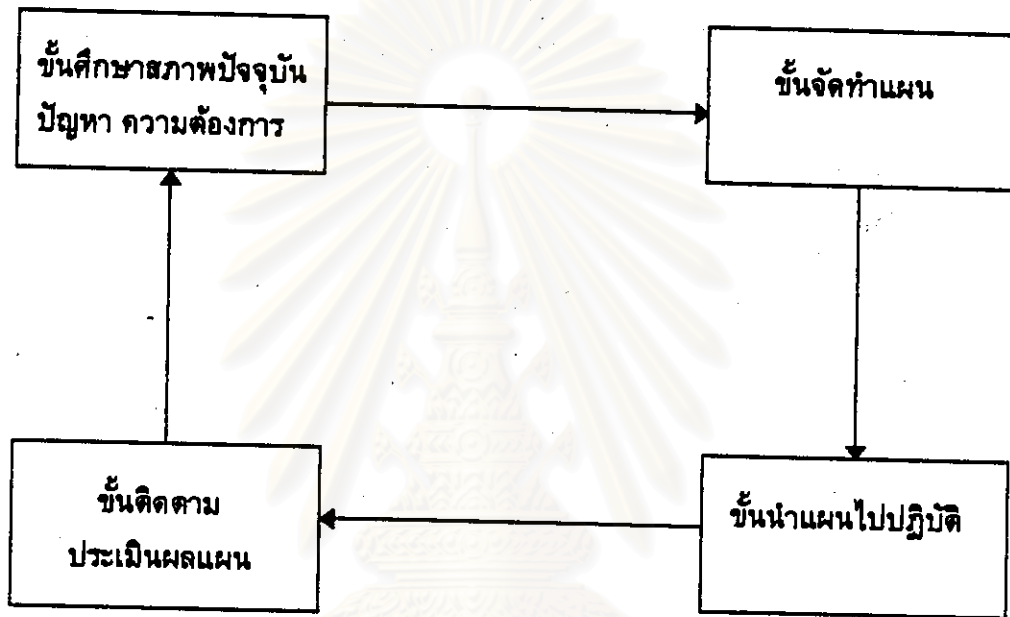 ขั้นศึกษาสภาพปัจจุบัน
ปัญหา ความต้องการ
ขั้นจัดทำแผน
ขั้นนำแผนไปปฏิบัติ
ขั้นติดตาม
ประเมินผลแผน